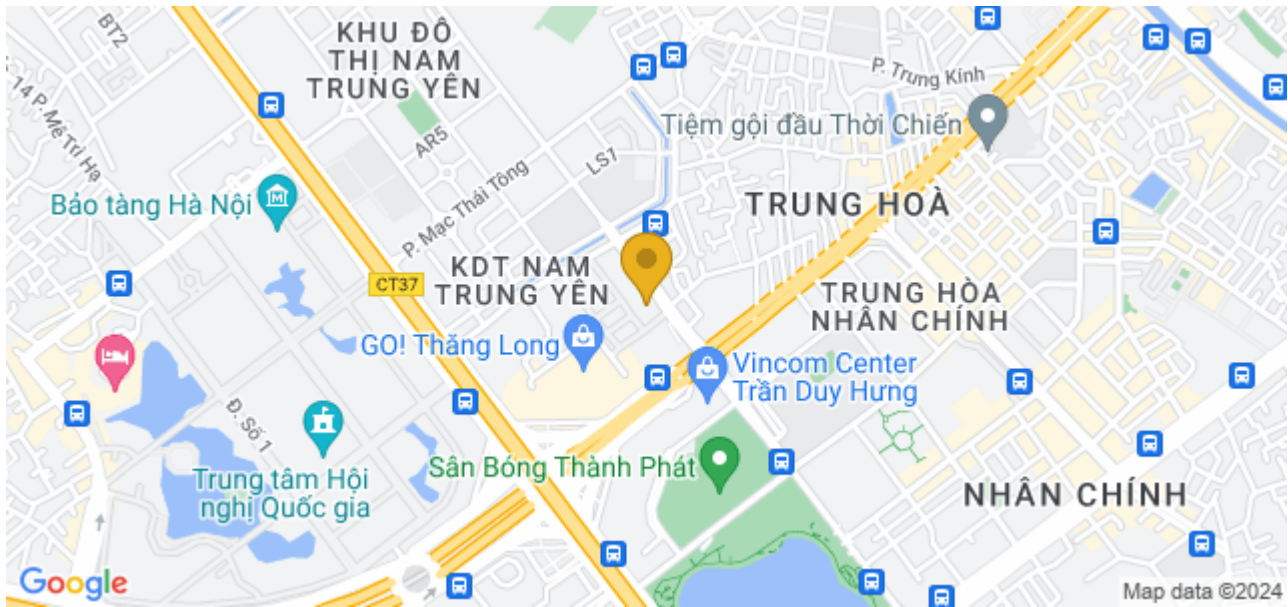 BT2
KHU ĐÔ
THỊ NAM
TRUNG YÊN
P. Trung Kính
14 P. Mễ Trì Hạ
Tiệm gội đầu Thời Chiến
AR5
LS1
Bảo tàng Hà Nội
TRUNG HOÀ
P. Mạc Thái Tông
KDT NAM
TRUNG YÊN
CT37
TRUNG HÒA
NHÂN CHÍNH
GO! Thăng Long
Vincom Center
Trần Duy Hưng
Đ. Số 1
Sân Bóng Thành Phát
Trung tâm Hội
nghị Quốc gia
NHÂN CHÍNH
Google
Map data ©2024